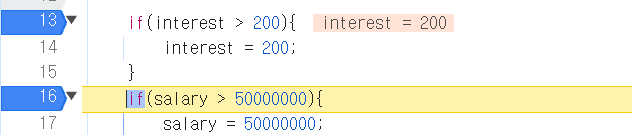 13 if(interest > 200){ interest = 200
14 interest = 200;
15 }
16 if(salary > 50000000){
17 salary = 50000000;